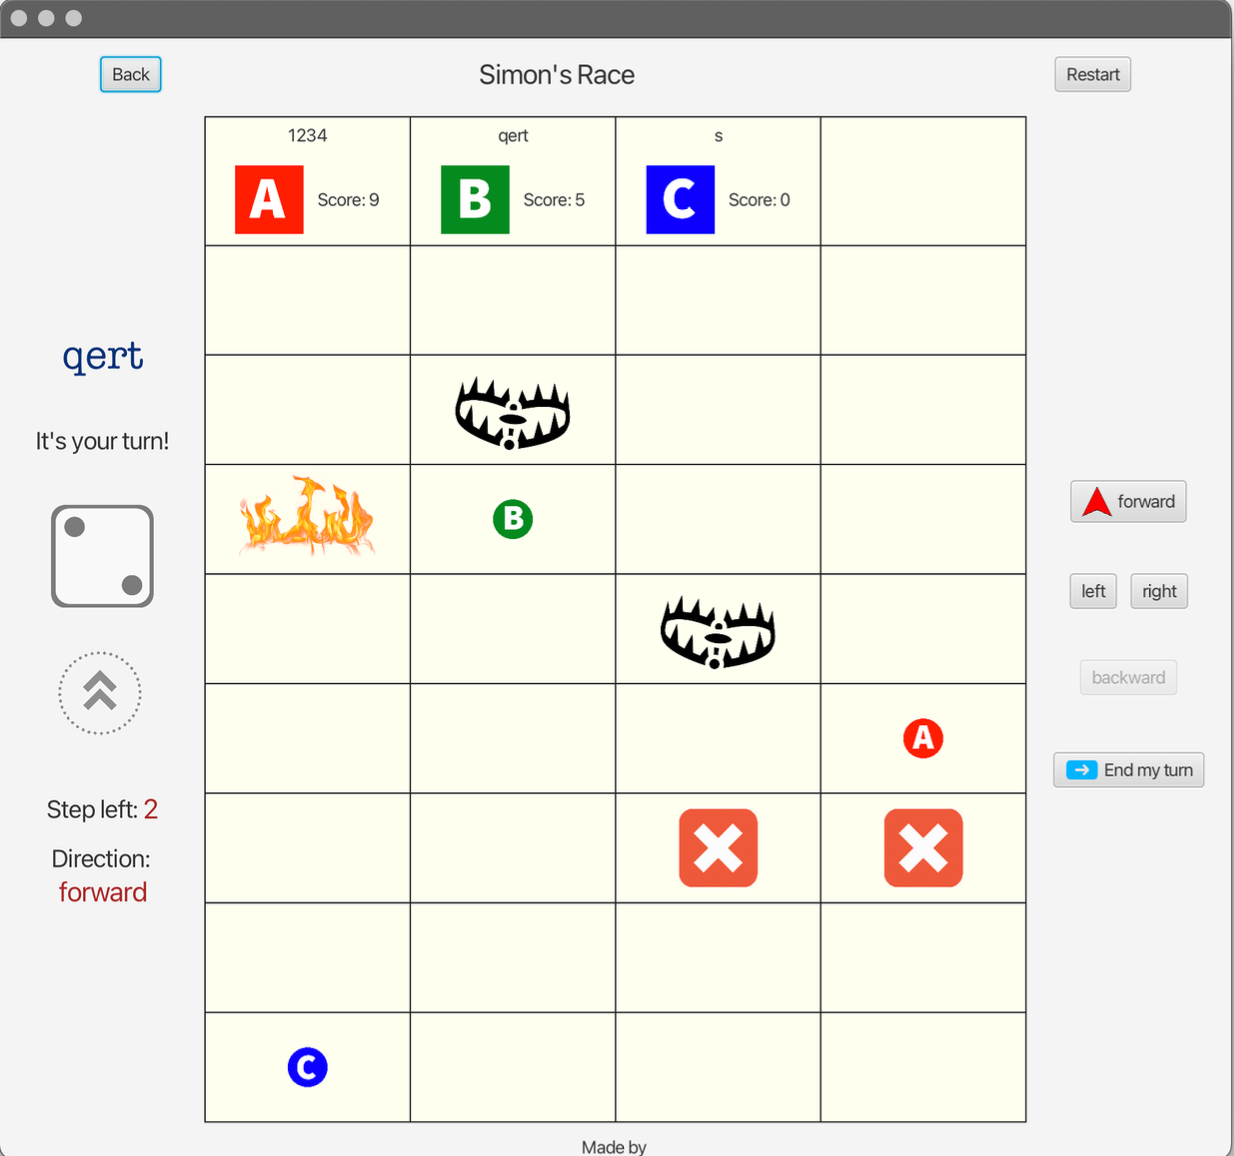 Back
Simon's Race
Restart
1234
qert
s
A
Score: 9
B
Score: 5
C
Score: 0
qert
It's your turn!
B
forward
left
right
backward
A
End my turn
Step left: 2
Direction:
forward
C
Made by